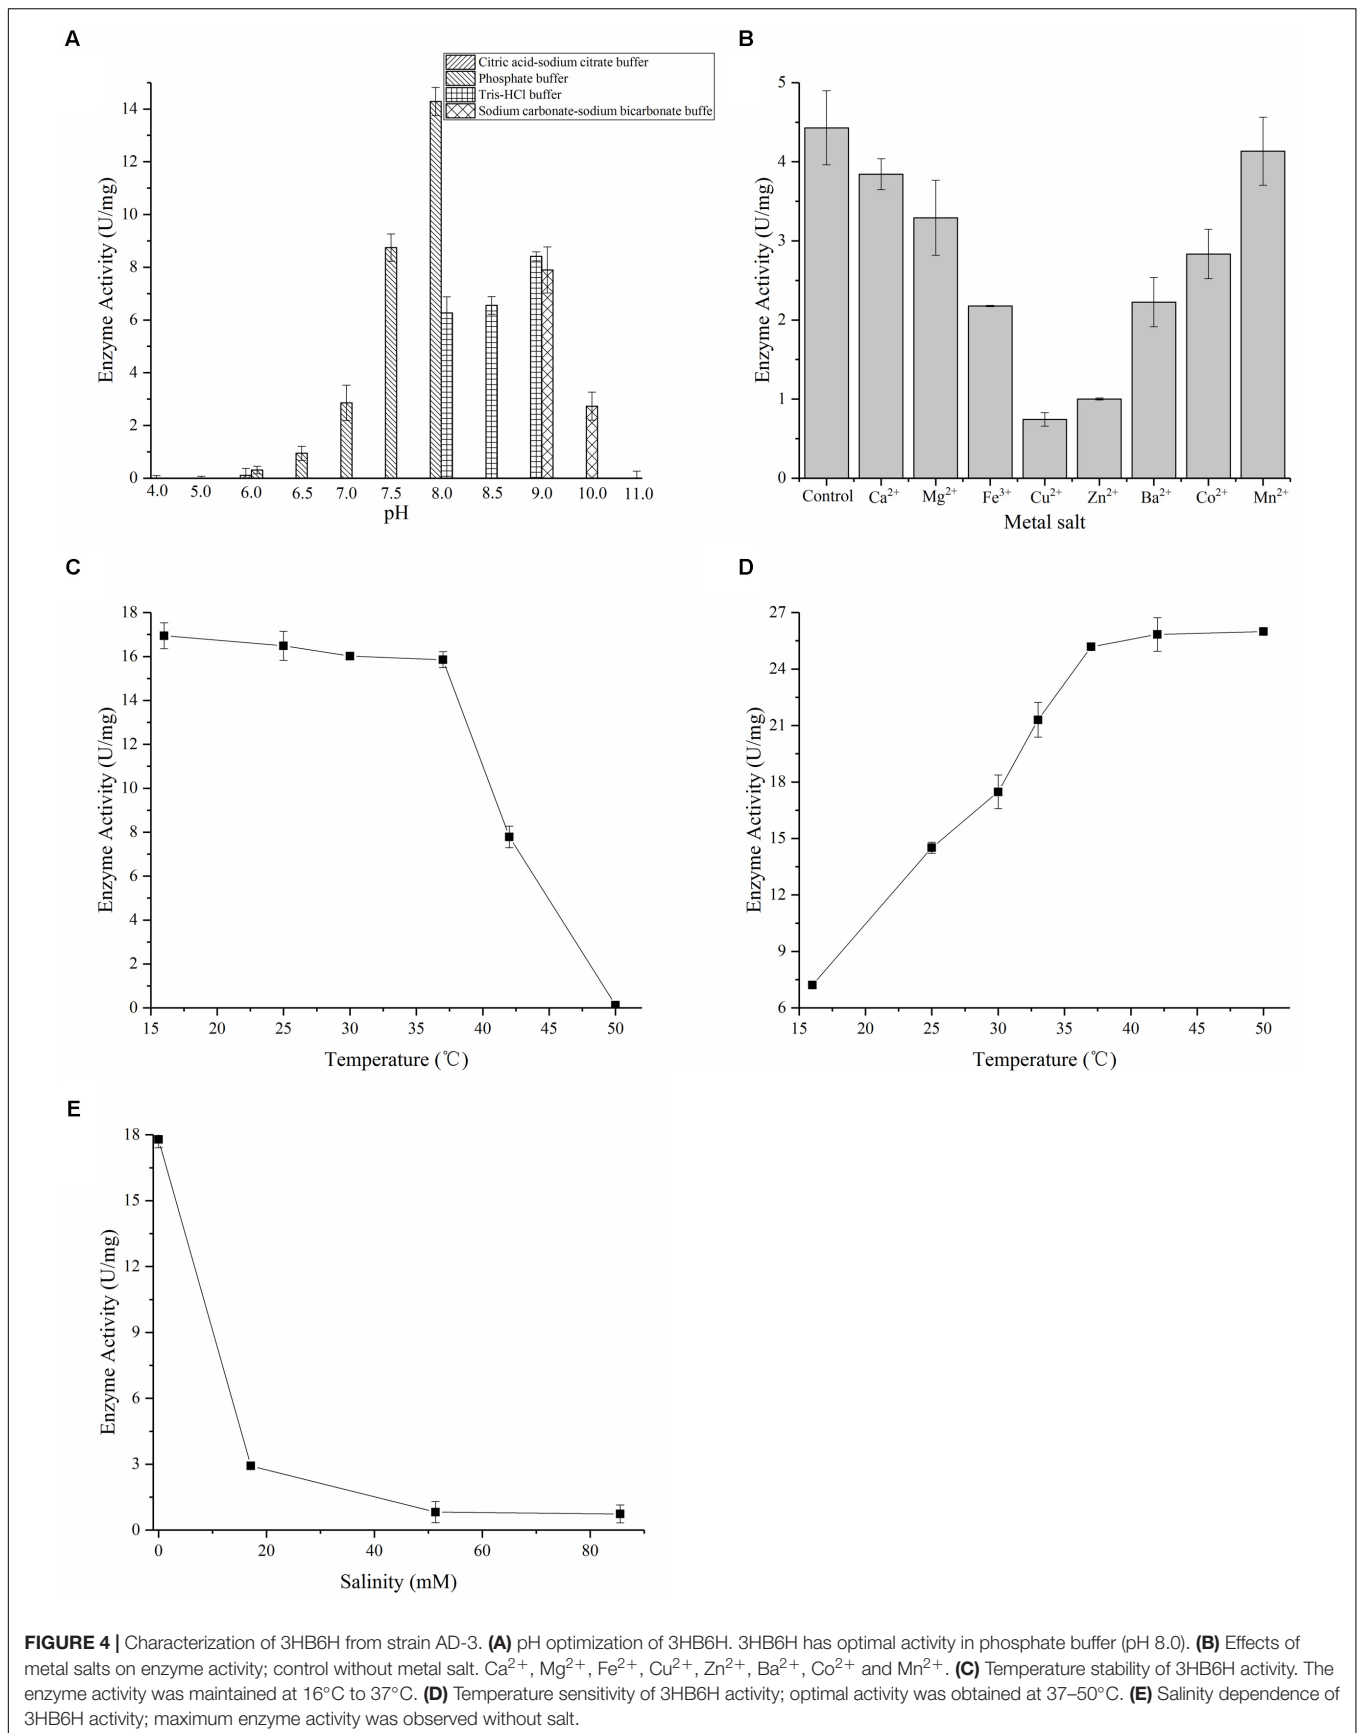 A
Citric acid-sodium citrate buffer
Phosphate buffer
Tris-HCl buffer
Sodium carbonate-sodium bicarbonate buffe
14
12
10
8
6
4
2
0
Enzyme Activity (U/mg)
4.0 5.0 6.0 6.5 7.0 7.5 8.0 8.5 9.0 10.0 11.0
pH
B
5
4
3
2
1
0
Enzyme Activity (U/mg)
Control Ca²⁺ Mg²⁺ Fe³⁺ Cu²⁺ Zn²⁺ Ba²⁺ Co²⁺ Mn²⁺
Metal salt
C
18
16
14
12
10
8
6
4
2
0
Enzyme Activity (U/mg)
15 20 25 30 35 40 45 50
Temperature (℃)
D
27
24
21
18
15
12
9
6
Enzyme Activity (U/mg)
15 20 25 30 35 40 45 50
Temperature (℃)
E
18
15
12
9
6
3
0
Enzyme Activity (U/mg)
0 20 40 60 80
Salinity (mM)
FIGURE 4 | Characterization of 3HB6H from strain AD-3. (A) pH optimization of 3HB6H. 3HB6H has optimal activity in phosphate buffer (pH 8.0). (B) Effects of
metal salts on enzyme activity; control without metal salt. Ca²⁺, Mg²⁺, Fe²⁺, Cu²⁺, Zn²⁺, Ba²⁺, Co²⁺ and Mn²⁺. (C) Temperature stability of 3HB6H activity. The
enzyme activity was maintained at 16°C to 37°C. (D) Temperature sensitivity of 3HB6H activity; optimal activity was obtained at 37–50°C. (E) Salinity dependence of
3HB6H activity; maximum enzyme activity was observed without salt.